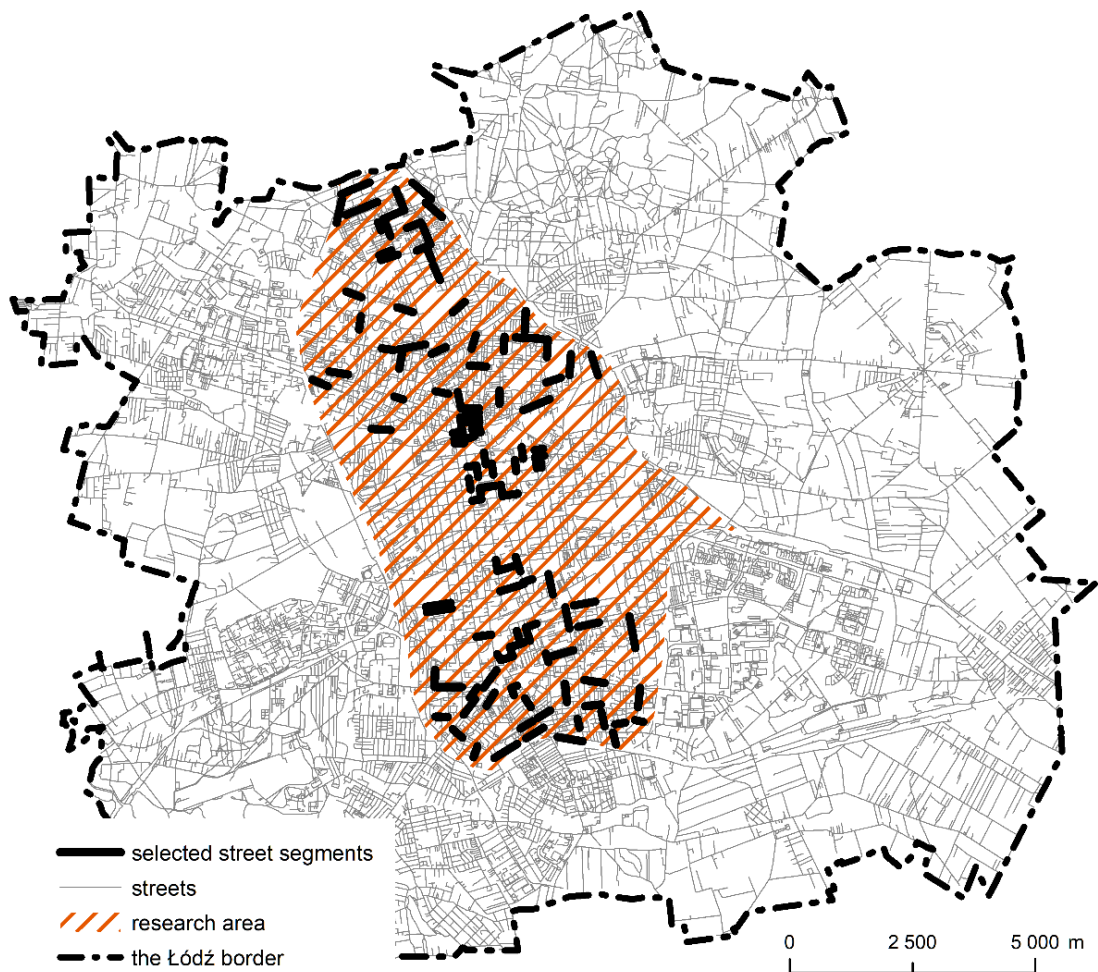 selected street segments
streets
research area
the Łódź border
0 2 500 5 000 m